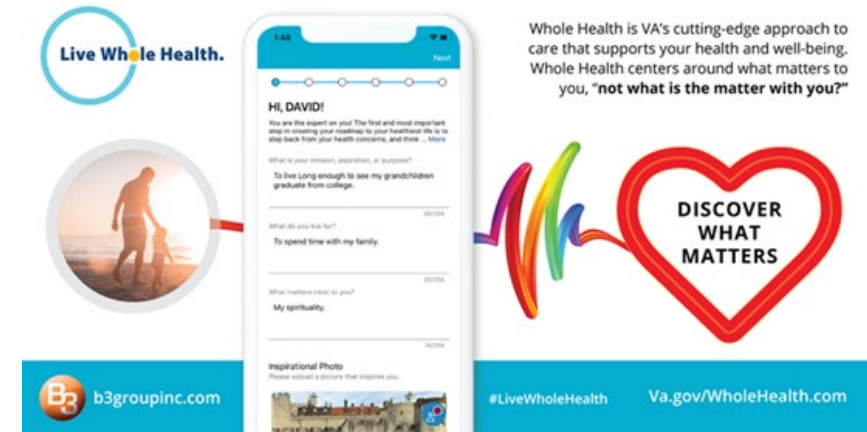 Live Whole Health.
Whole Health is VA's cutting-edge approach to
care that supports your health and well-being.
Whole Health centers around what matters to
you, "not what is the matter with you?"
1:48
Next
HI, DAVID!
You are the expert on you! The first and most important
step in creating your roadmap to your healthiest life is to
step back from your health concerns, and think ... More
What is your mission, aspiration, or purpose?
To live Long enough to see my grandchildren
graduate from college.
What do you live for?
To spend time with my family.
What matters most to you?
My spirituality.
Inspirational Photo
Please upload a picture that inspires you.
DISCOVER
WHAT
MATTERS
B3
b3groupinc.com
#LiveWholeHealth
Va.gov/WholeHealth.com